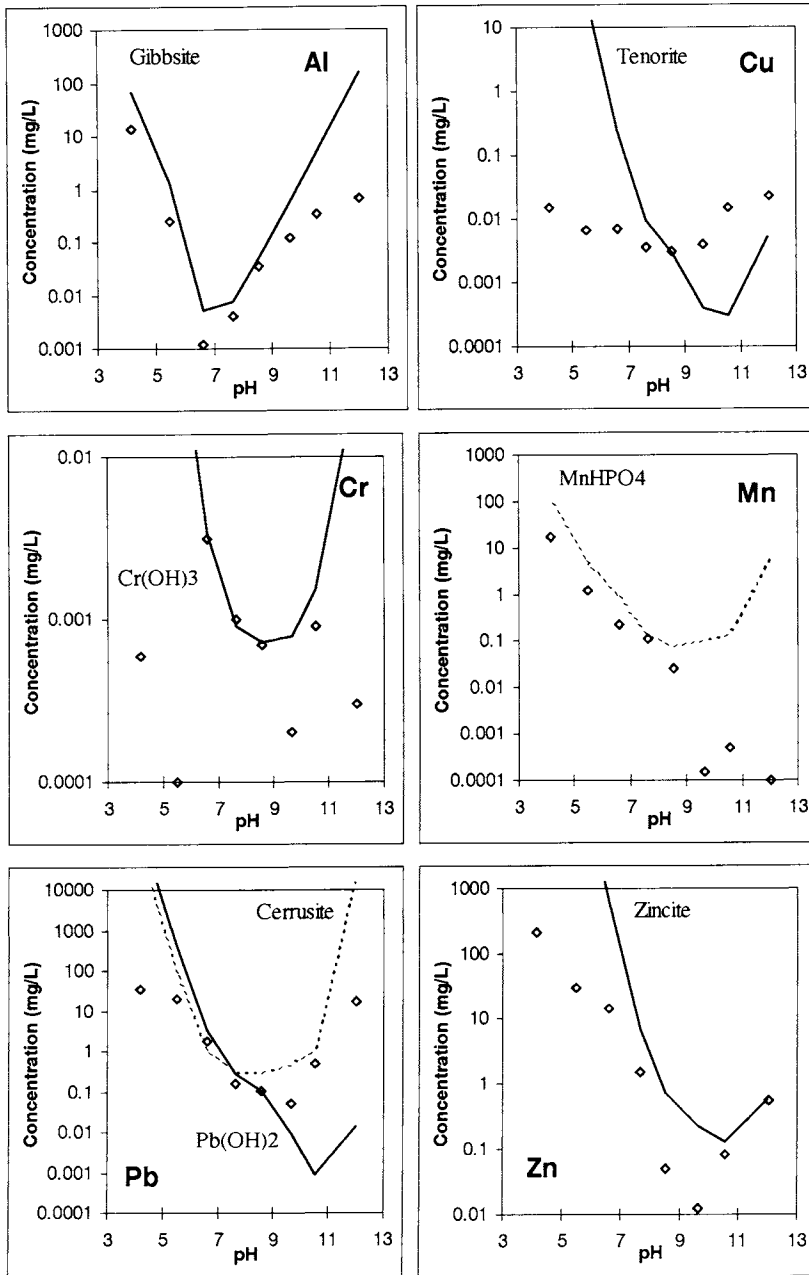 Gibbsite
Al
Concentration (mg/L)
1000
100
10
1
0.1
0.01
0.001
3 5 7 9 11 13
pH
Tenorite
Cu
Concentration (mg/L)
10
1
0.1
0.01
0.001
0.0001
3 5 7 9 11 13
pH
Cr
Cr(OH)3
Concentration (mg/L)
0.01
0.001
0.0001
3 5 7 9 11 13
pH
MnHPO4
Mn
Concentration (mg/L)
1000
100
10
1
0.1
0.01
0.001
0.0001
3 5 7 9 11 13
pH
Cerrusite
Pb(OH)2
Pb
Concentration (mg/L)
10000
1000
100
10
1
0.1
0.01
0.001
0.0001
3 5 7 9 11 13
pH
Zincite
Zn
Concentration (mg/L)
1000
100
10
1
0.1
0.01
3 5 7 9 11 13
pH